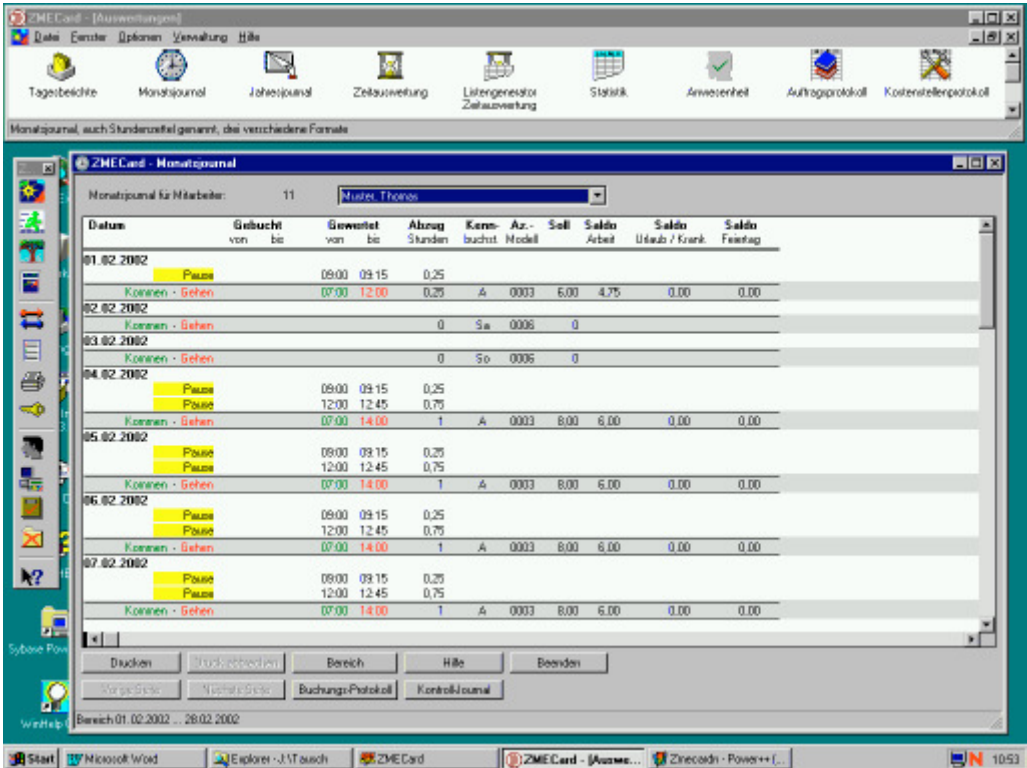 ZMECard - [Auswertungen]
Datei Fenster Optionen Verwaltung Hilfe
Tagesberichte Monatsjournal Jahresjournal Zeitauswertung Listengenerator Zeitauswertung Statistik Anwesenheit Auftragsprotokoll Kostenstellenprotokoll
Monatsjournal, auch Stundenzettel genannt, drei verschiedene Formate
ZMECard - Monatsjournal
Monatsjournal für Mitarbeiter: 11 Muster, Thomas
Datum Gebucht Gewertet Abzug Kenn- Az.- Soll Saldo Saldo Saldo
von bis von bis Stunden buchst. Modell Arbeit Urlaub / Krank Feiertag
01.02.2002
Pause 09:00 09:15 0,25
Kommen - Gehen 07:00 12:00 0,25 A 0003 6,00 4,75 0,00 0,00
02.02.2002
Kommen - Gehen 0 Sa 0006 0
03.02.2002
Kommen - Gehen 0 So 0006 0
04.02.2002
Pause 09:00 09:15 0,25
Pause 12:00 12:45 0,75
Kommen - Gehen 07:00 14:00 1 A 0003 8,00 6,00 0,00 0,00
05.02.2002
Pause 09:00 09:15 0,25
Pause 12:00 12:45 0,75
Kommen - Gehen 07:00 14:00 1 A 0003 8,00 6,00 0,00 0,00
06.02.2002
Pause 09:00 09:15 0,25
Pause 12:00 12:45 0,75
Kommen - Gehen 07:00 14:00 1 A 0003 8,00 6,00 0,00 0,00
07.02.2002
Pause 09:00 09:15 0,25
Pause 12:00 12:45 0,75
Kommen - Gehen 07:00 14:00 1 A 0003 8,00 6,00 0,00 0,00
Sybase Pow
Drucken Druck abbrechen Bereich Hilfe Beenden
Vorige Seite Nächste Seite Buchungs-Protokoll Kontroll-Journal
WinHelp
Bereich 01.02.2002 ... 28.02.2002
Start Microsoft Word Explorer - J:\Tausch ZMECard ZMECard - [Auswe... Zmecardn - Power++ (... 10:53